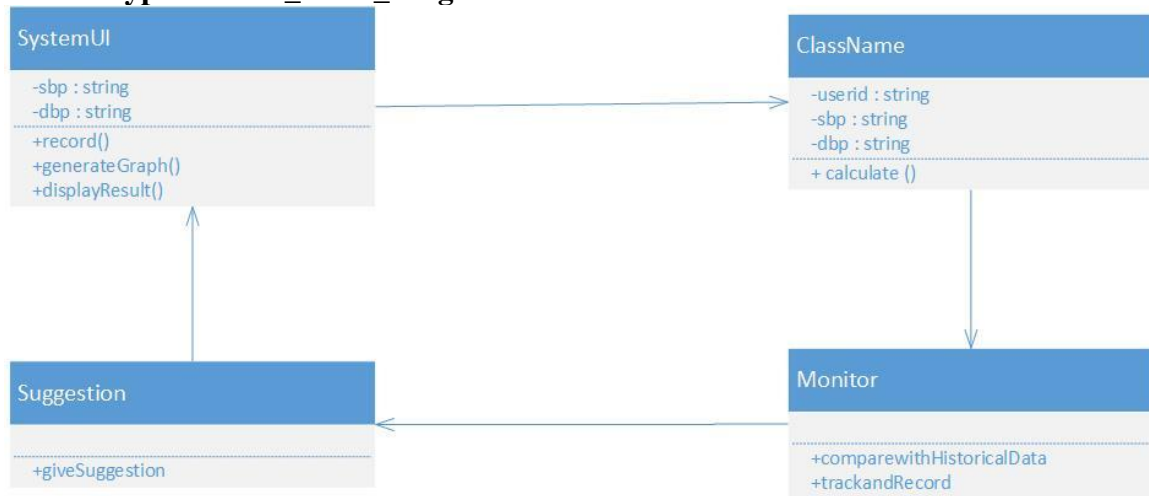 SystemUI
-sbp : string
-dbp : string
+record()
+generateGraph()
+displayResult()
ClassName
-userid : string
-sbp : string
-dbp : string
+ calculate ()
Suggestion
+giveSuggestion
Monitor
+comparewithHistoricalData
+trackandRecord